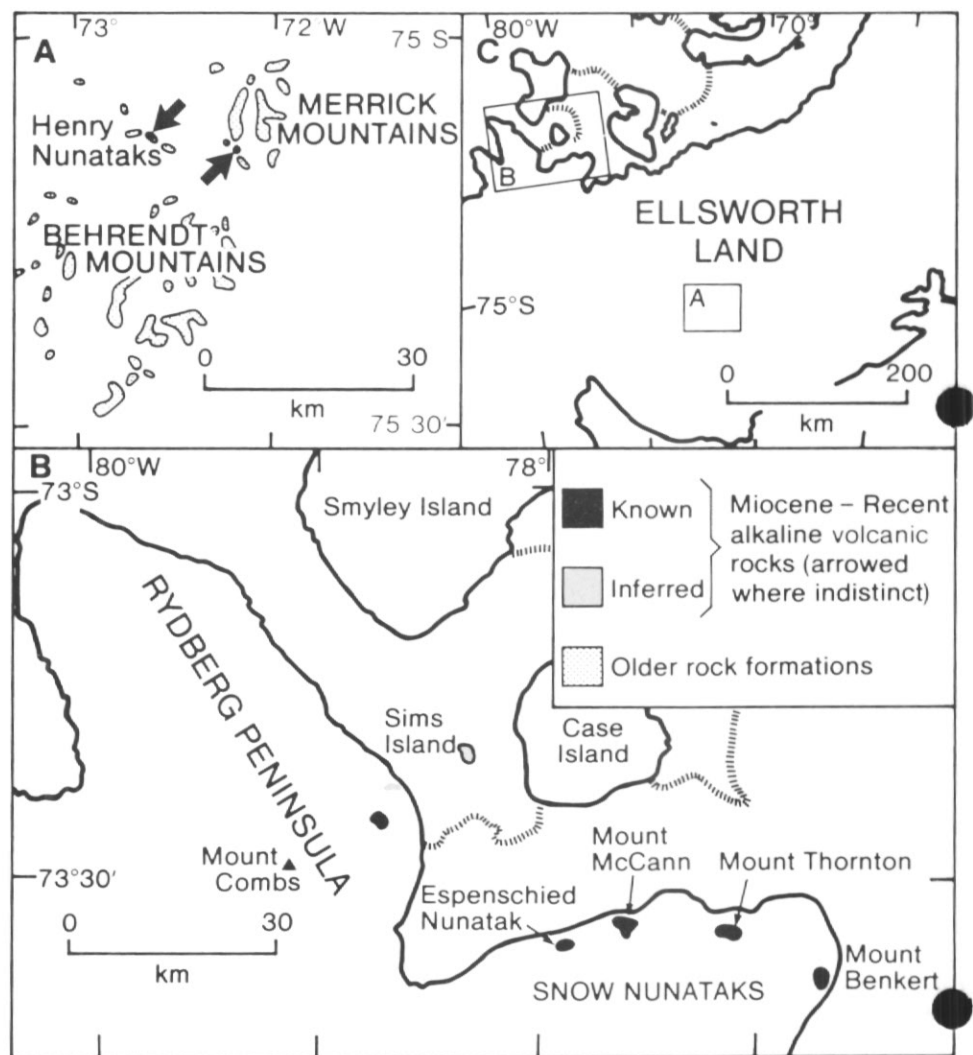 A
73°
72° W
75 S
Henry
Nunataks
MERRICK
MOUNTAINS
BEHRENDT
MOUNTAINS
0 30
km
75 30'
C
80°W
70°
B
ELLSWORTH
LAND
75°S
A
0 200
km
B
80°W
78°
73°S
Smyley Island
RYDBERG PENINSULA
Sims
Island
Case
Island
Mount
Combs
73°30'
0 30
km
Espenschied
Nunatak
Mount
McCann
Mount Thornton
Mount
Benkert
SNOW NUNATAKS
Known
Inferred
Miocene – Recent
alkaline volcanic
rocks (arrowed
where indistinct)
Older rock formations